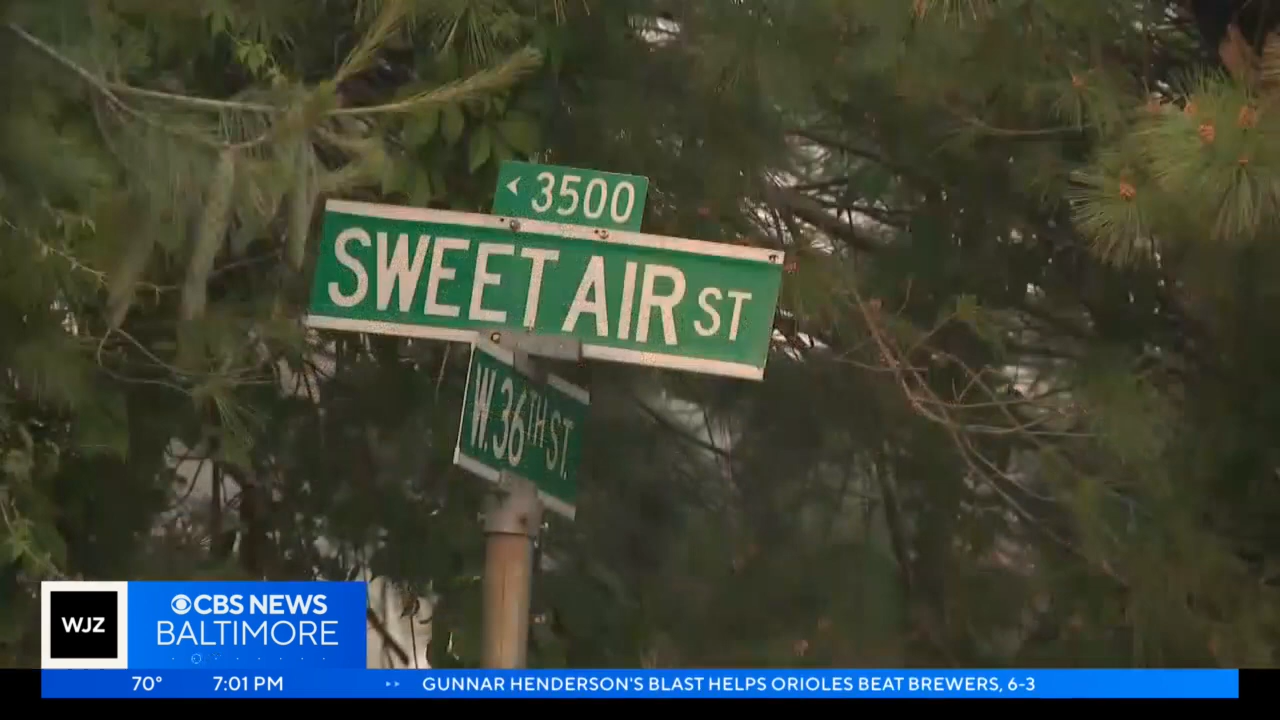 < 3500
SWEET AIR ST
W. 36TH ST.
WJZ
CBS NEWS
BALTIMORE
70° 7:01 PM GUNNAR HENDERSON'S BLAST HELPS ORIOLES BEAT BREWERS, 6-3